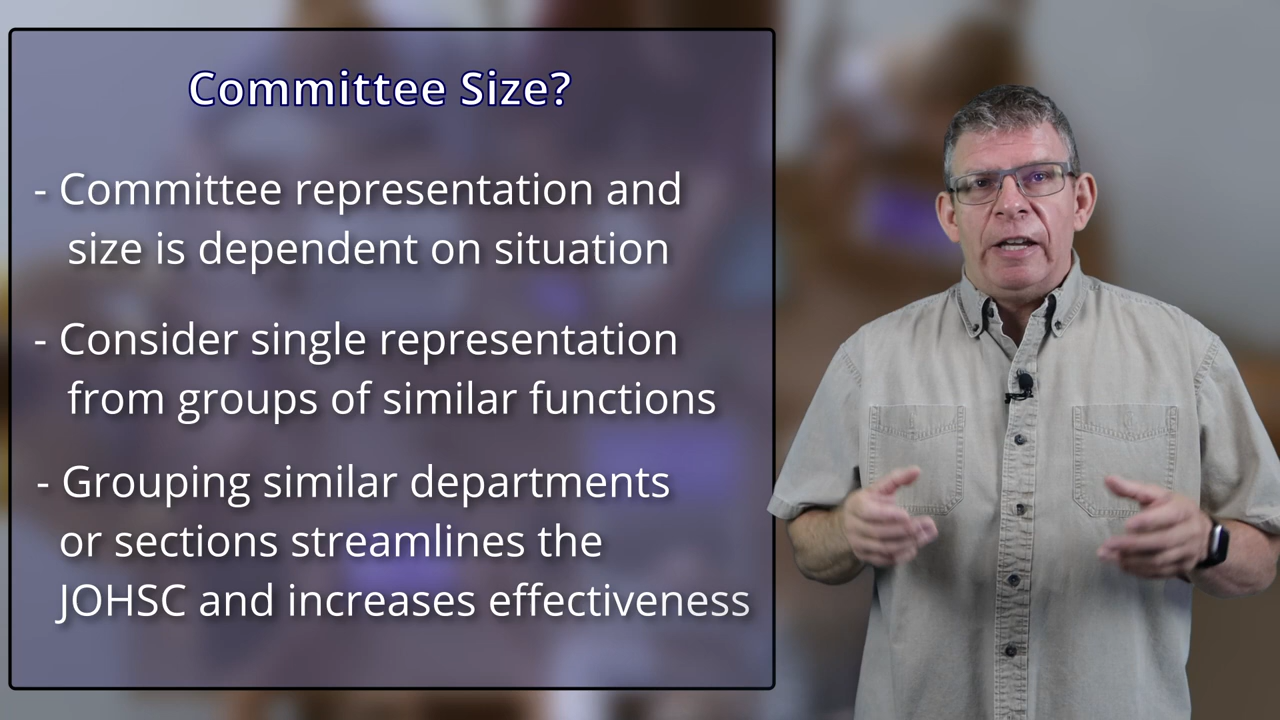 Committee Size?
- Committee representation and
size is dependent on situation
- Consider single representation
from groups of similar functions
- Grouping similar departments
or sections streamlines the
JOHSC and increases effectiveness